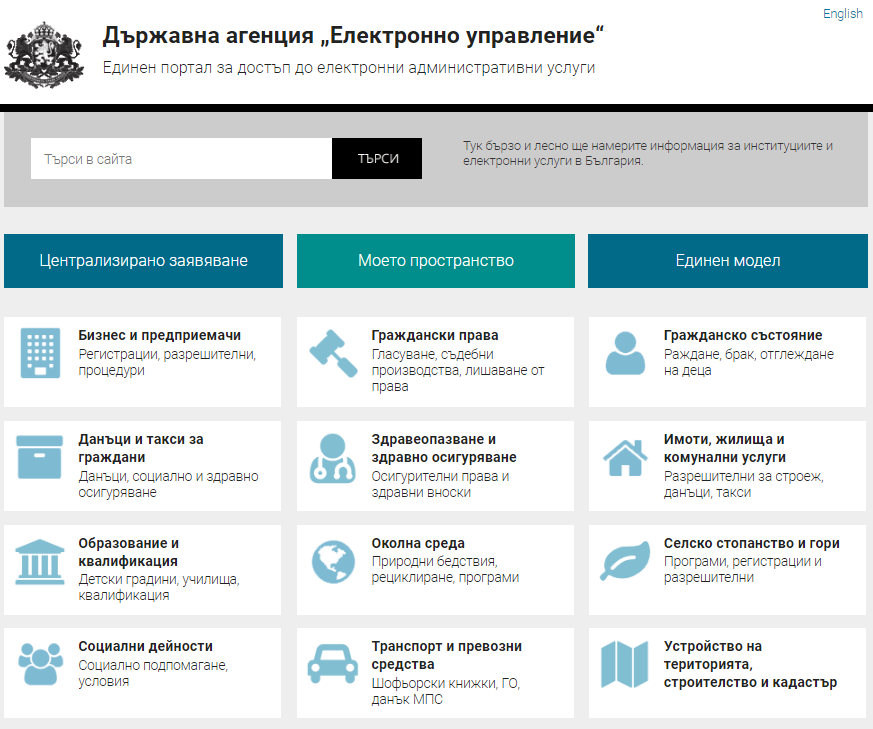 English
Държавна агенция „Електронно управление“
Единен портал за достъп до електронни административни услуги
Търси в сайта
ТЪРСИ
Тук бързо и лесно ще намерите информация за институциите и
електронни услуги в България.
Централизирано заявяване
Моето пространство
Единен модел
Бизнес и предприемачи
Регистрации, разрешителни,
процедури
Граждански права
Гласуване, съдебни
производства, лишаване от
права
Гражданско състояние
Раждане, брак, отглеждане
на деца
Данъци и такси за
граждани
Данъци, социално и здравно
осигуряване
Здравеопазване и
здравно осигуряване
Осигурителни права и
здравни вноски
Имоти, жилища и
комунални услуги
Разрешителни за строеж,
данъци, такси
Образование и
квалификация
Детски градини, училища,
квалификация
Околна среда
Природни бедствия,
рециклиране, програми
Селско стопанство и гори
Програми, регистрации и
разрешителни
Социални дейности
Социално подпомагане,
условия
Транспорт и превозни
средства
Шофьорски книжки, ГО,
данък МПС
Устройство на
територията,
строителство и кадастър